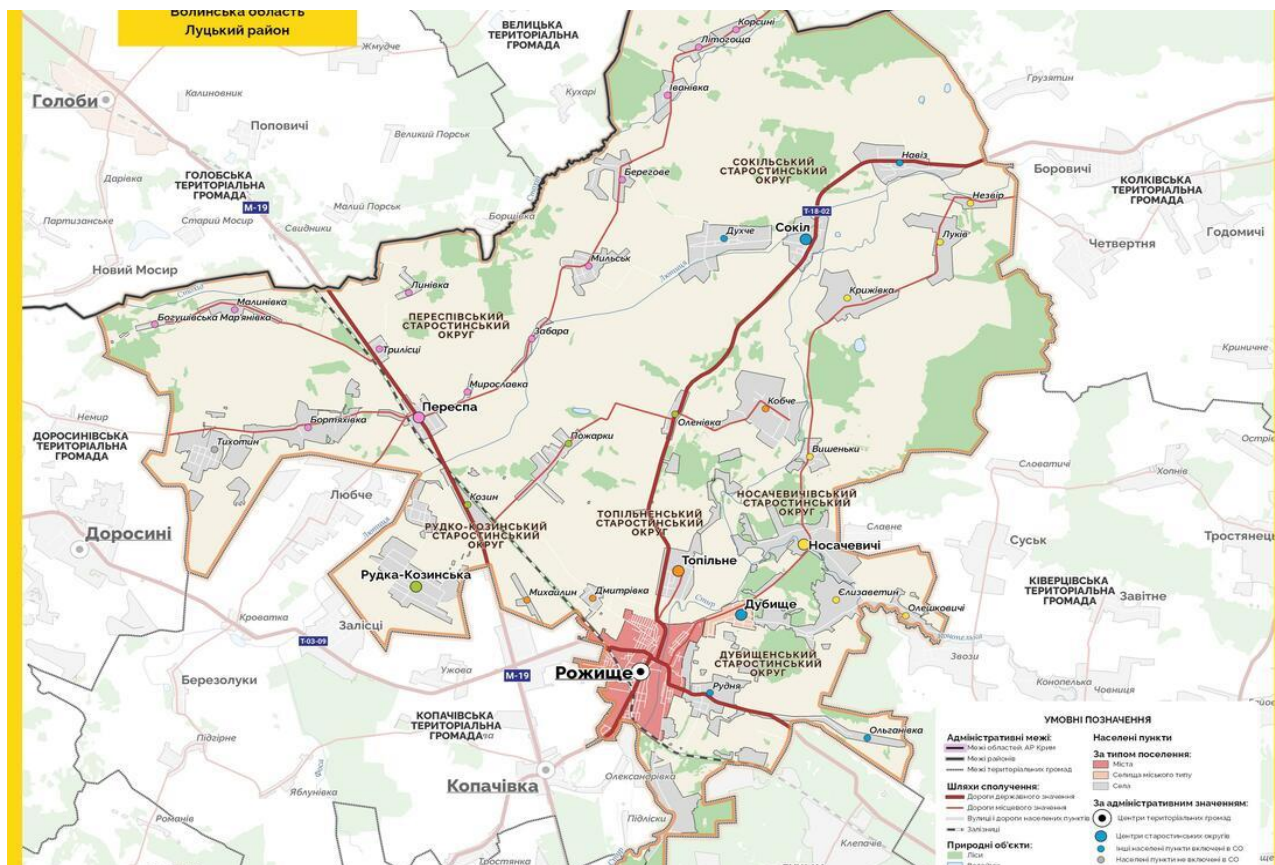 Волинська область
Луцький район
ВЕЛИЦЬКА
ТЕРИТОРІАЛЬНА
ГРОМАДА
Корсині
Літогоща
Жмудче
Іванівка
Грузятин
Голоби
Калиновник
Кухарі
Поповичі
Великий Порськ
СОКІЛЬСЬКИЙ
СТАРОСТИНСЬКИЙ
ОКРУГ
Навіз
Боровичі
Берегове
КОЛКІВСЬКА
ТЕРИТОРІАЛЬНА
ГРОМАДА
ГОЛОБСЬКА
ТЕРИТОРІАЛЬНА
ГРОМАДА
Дарівка
М-19
Малий Порськ
Незвір
Партизанське
Старий Мосир
Свидники
Борщівка
Т-18-02
Духче
Сокіл
Луків
Четвертня
Годомичі
Новий Мосир
Мильськ
Линівка
Крижівка
Малинівка
Богушівська Мар'янівка
ПЕРЕСПІВСЬКИЙ
СТАРОСТИНСЬКИЙ
ОКРУГ
Забара
Трилісці
Криничне
Мирославка
Переспа
Кобче
Немир
Бортяхівка
Оленівка
ДОРОСИНІВСЬКА
ТЕРИТОРІАЛЬНА
ГРОМАДА
Тихотин
Пожарки
Вишеньки
Словатичі
Хопнів
Любче
Козин
НОСАЧЕВИЧІВСЬКИЙ
СТАРОСТИНСЬКИЙ
ОКРУГ
ТОПІЛЬНЕНСЬКИЙ
СТАРОСТИНСЬКИЙ
ОКРУГ
РУДКО-КОЗИНСЬКИЙ
СТАРОСТИНСЬКИЙ
ОКРУГ
Славне
Доросині
Носачевичі
Суськ
Тростянец
Топільне
Рудка-Козинська
КІВЕРЦІВСЬКА
ТЕРИТОРІАЛЬНА
ГРОМАДА
Михайлин
Дмитрівка
Стир
Дубище
Єлизаветин
Олешковичі
Завітне
Кроватка
Залісці
Т-03-09
Ужова
М-19
Рожище
ДУБИЩЕНСЬКИЙ
СТАРОСТИНСЬКИЙ
ОКРУГ
Звози
Березолуки
Рудня
Конопелька
Човниця
КОПАЧІВСЬКА
ТЕРИТОРІАЛЬНА
ГРОМАДА
Підгірне
Ольганівка
Копачівка
Олександрівка
Яблунівка
Романів
Підліски
Тростянка
Клепачів
УМОВНІ ПОЗНАЧЕННЯ
Адміністративні межі:
Межі областей, АР Крим
Межі районів
Межі територіальних громад
Шляхи сполучення:
Дороги державного значення
Дороги місцевого значення
Вулиці і дороги населених пунктів
Залізниці
Природні об'єкти:
Ліси
Населені пункти
За типом поселення:
Міста
Селища міського типу
Села
За адміністративним значенням:
Центри територіальних громад
Центри старостинських округів
Інші населені пункти включені в СО
Населені пункти не включені в СО